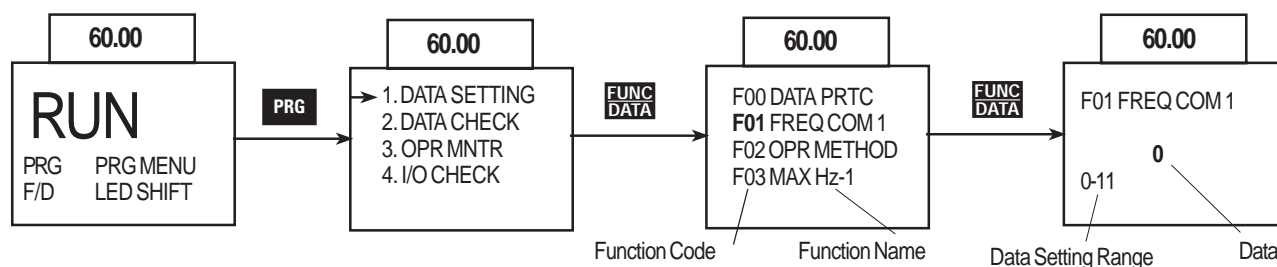 60.00
RUN
PRG PRG MENU
F/D LED SHIFT
PRG
60.00
1. DATA SETTING
2. DATA CHECK
3. OPR MNTR
4. I/O CHECK
FUNC
DATA
60.00
F00 DATA PRTC
F01 FREQ COM 1
F02 OPR METHOD
F03 MAX Hz-1
Function Code
Function Name
FUNC
DATA
60.00
F01 FREQ COM 1
0
0-11
Data Setting Range
Data